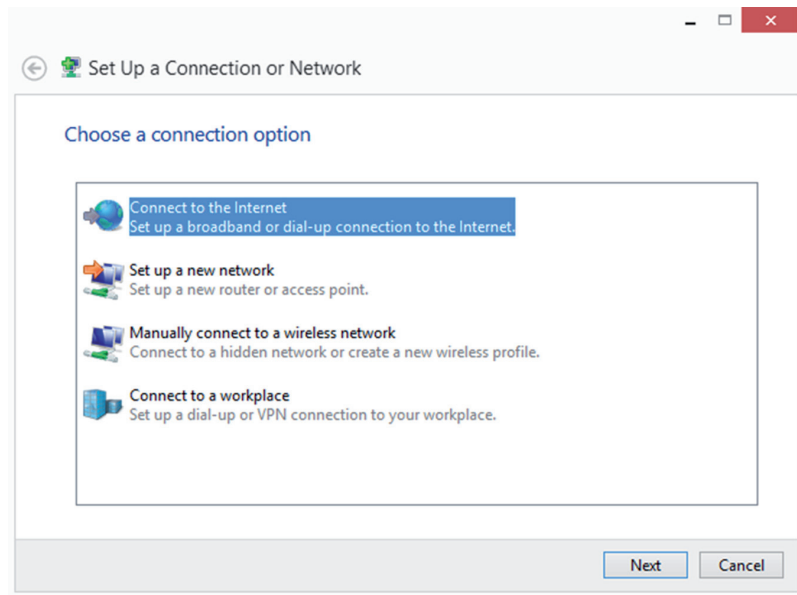 Set Up a Connection or Network
Choose a connection option
Connect to the Internet
Set up a broadband or dial-up connection to the Internet.
Set up a new network
Set up a new router or access point.
Manually connect to a wireless network
Connect to a hidden network or create a new wireless profile.
Connect to a workplace
Set up a dial-up or VPN connection to your workplace.
Next Cancel